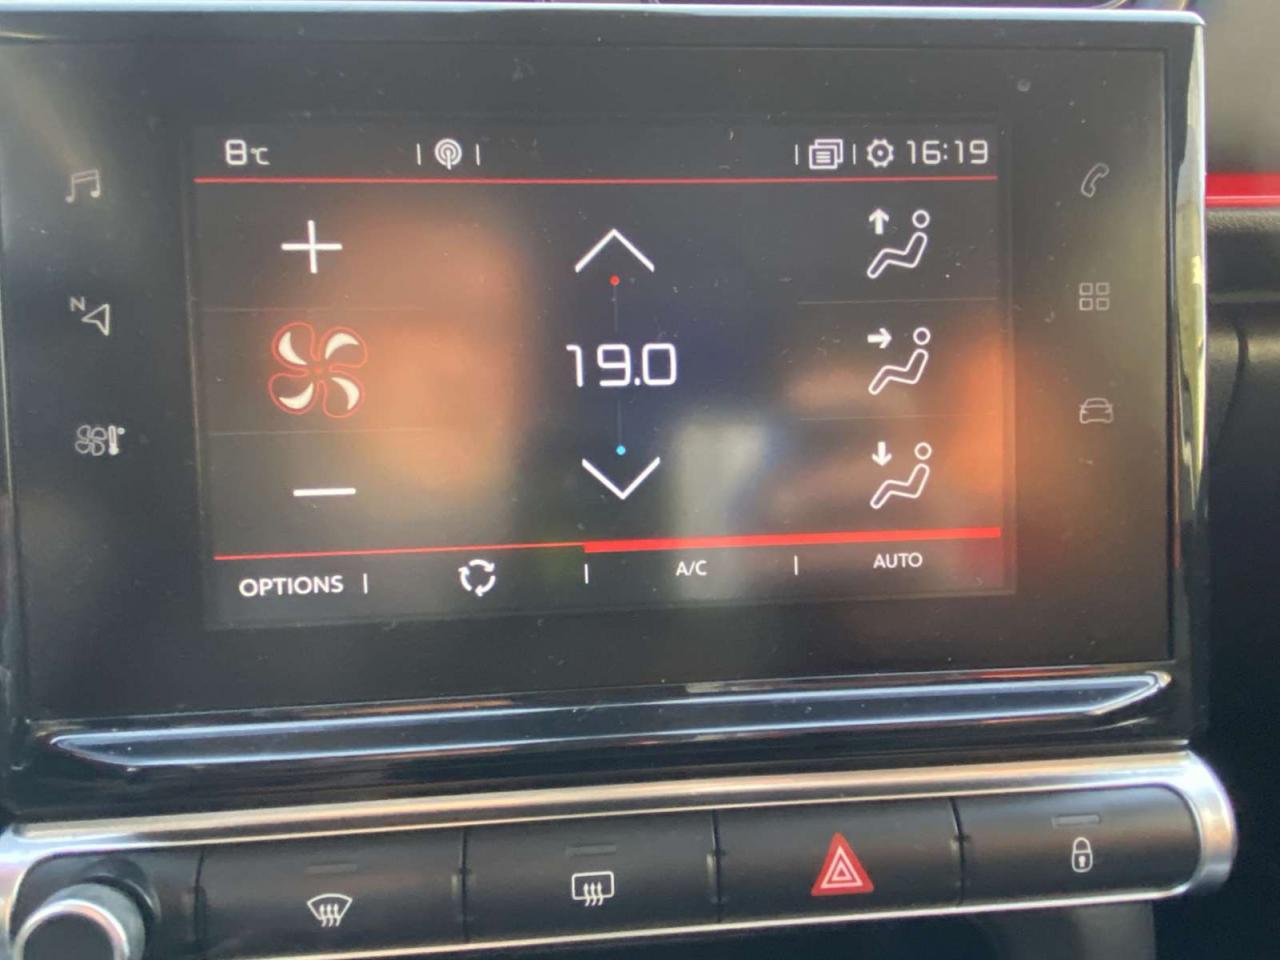 8°C 16:19
N
19.0
OPTIONS A/C AUTO